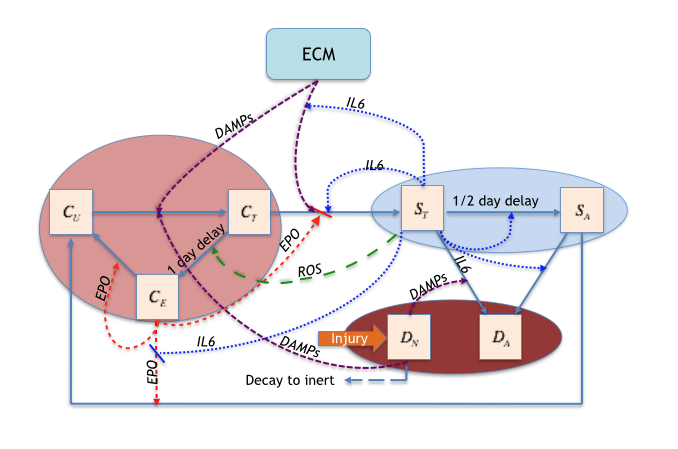 ECM
IL6
DAMPs
IL6
C_U
C_T
S_T
1/2 day delay
S_A
EPO
1 day delay
ROS
IL6
EPO
C_E
DAMPs
Injury
D_N
D_A
IL6
DAMPs
EPO
Decay to inert